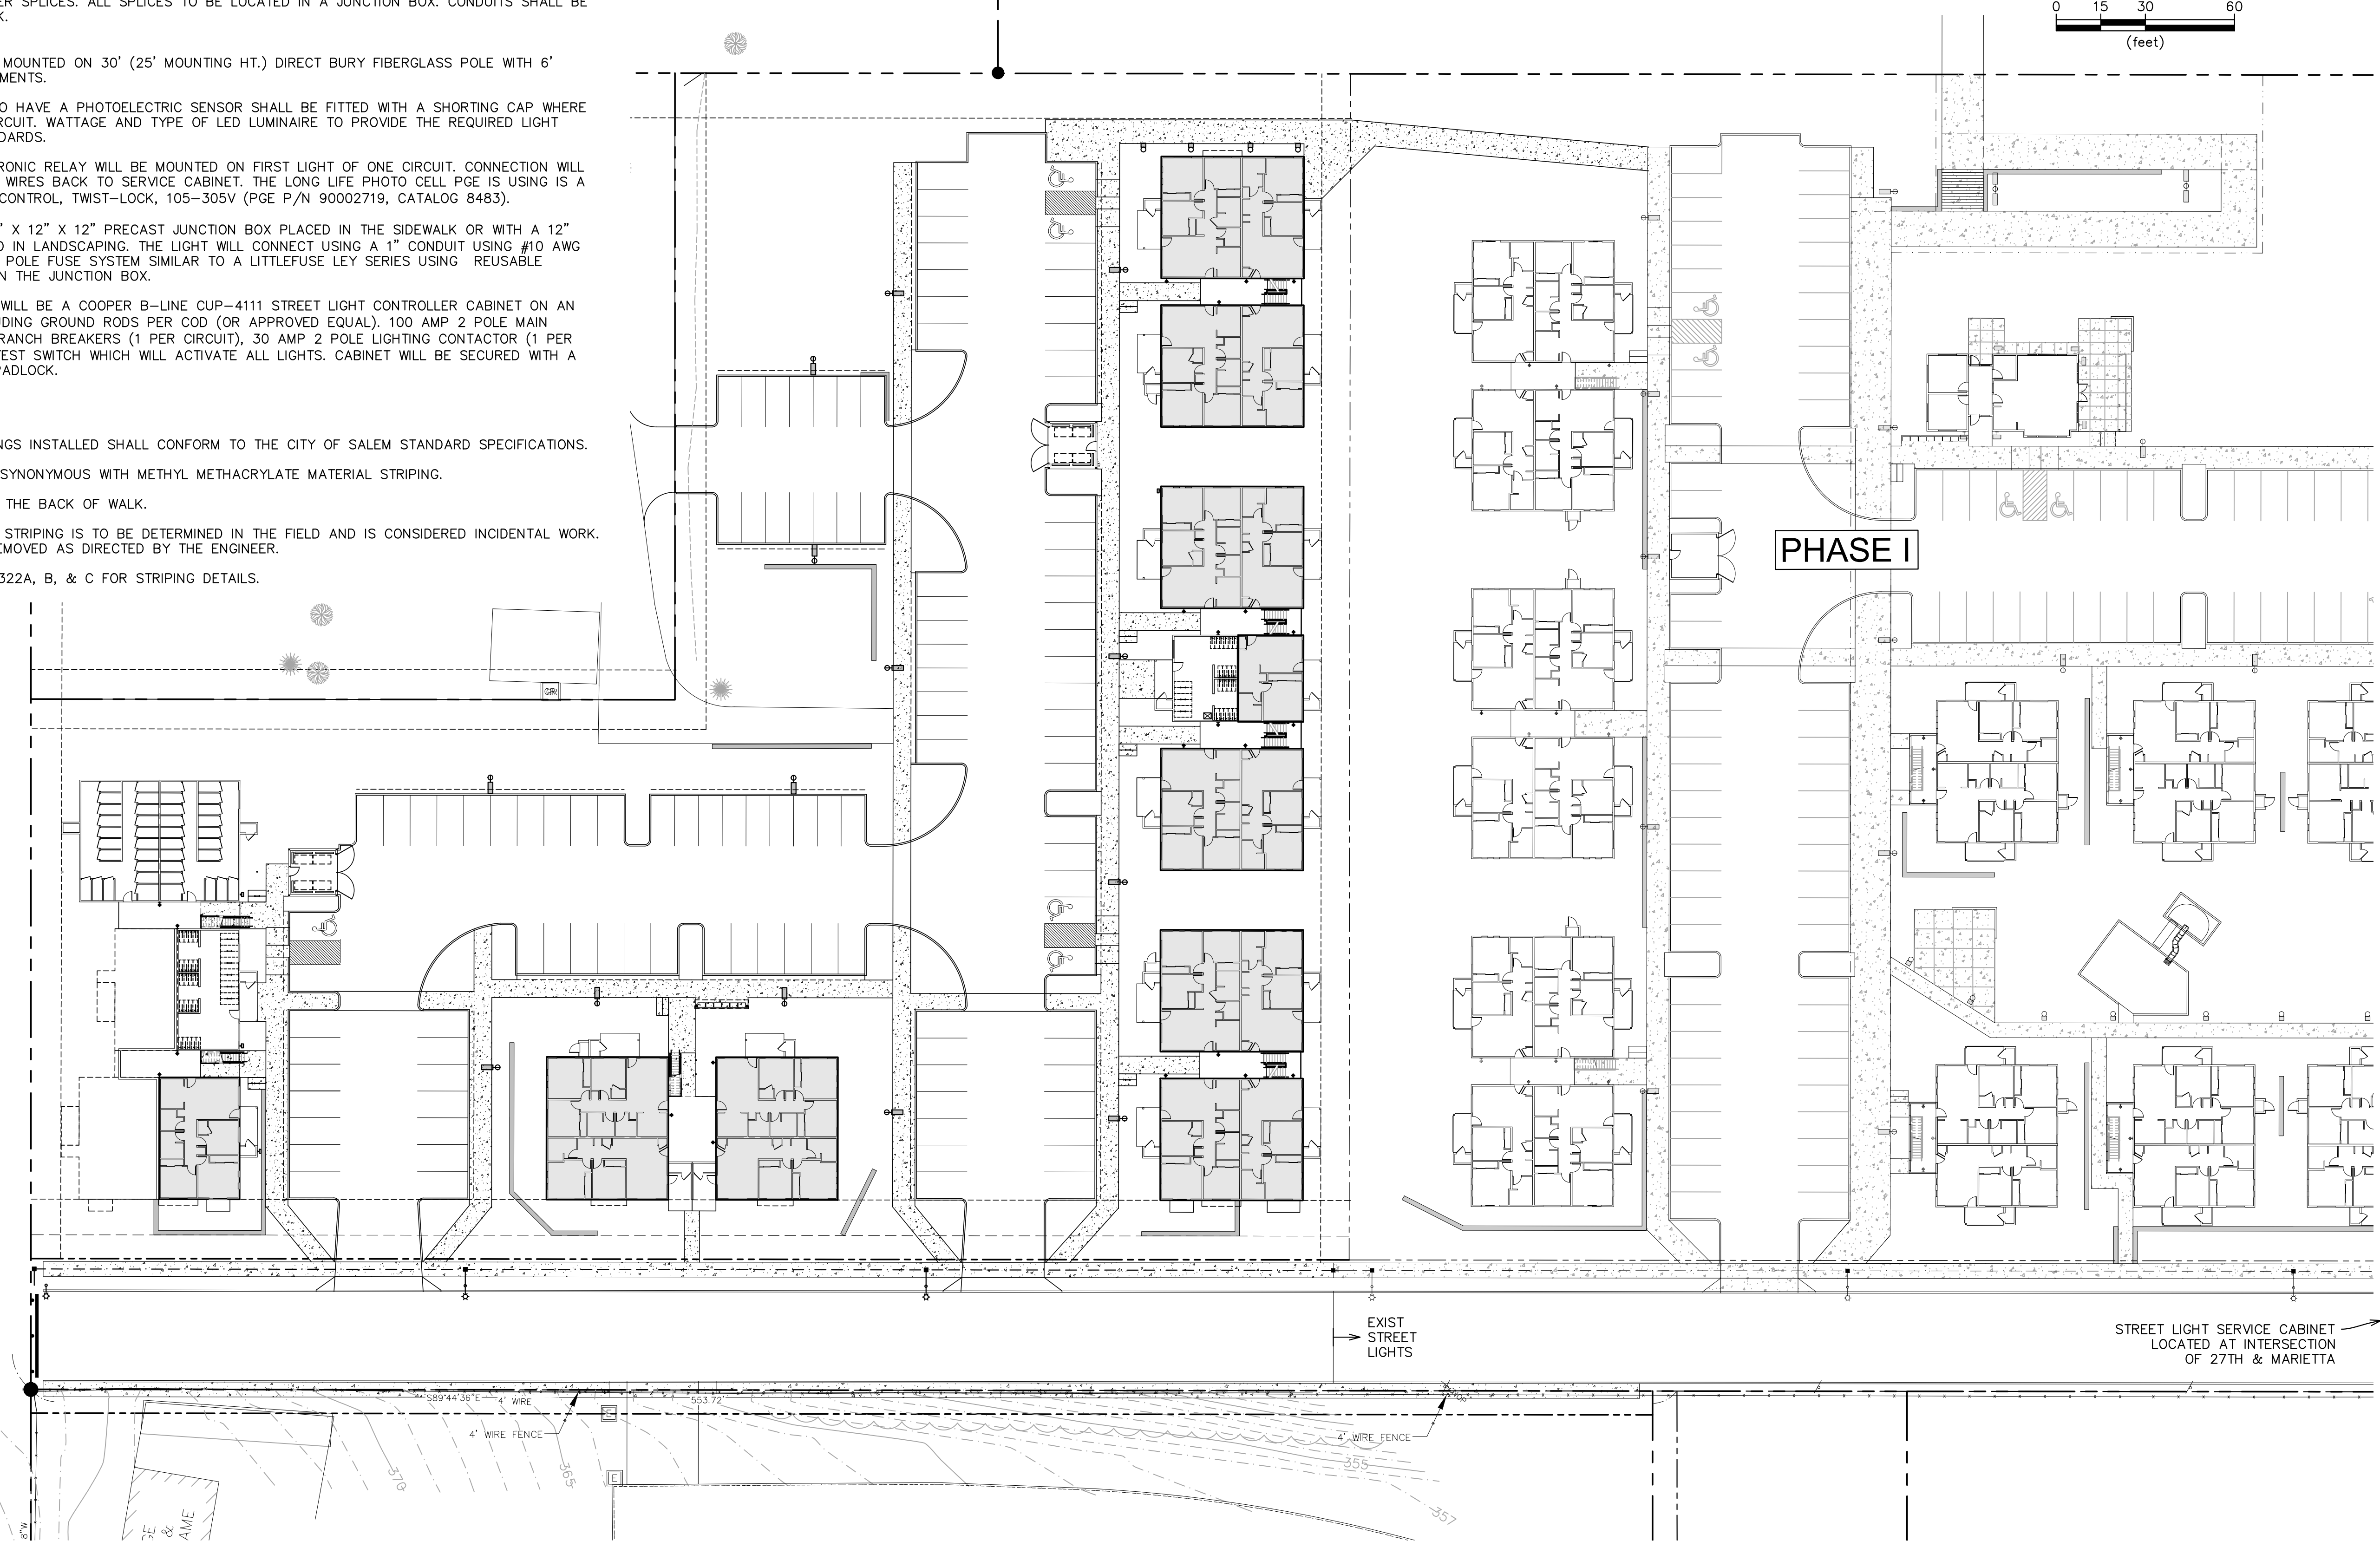 ER SPLICES. ALL SPLICES TO BE LOCATED IN A JUNCTION BOX. CONDUITS SHALL BE
K.
MOUNTED ON 30' (25' MOUNTING HT.) DIRECT BURY FIBERGLASS POLE WITH 6'
MENTS.
O HAVE A PHOTOELECTRIC SENSOR SHALL BE FITTED WITH A SHORTING CAP WHERE
RCUIT. WATTAGE AND TYPE OF LED LUMINAIRE TO PROVIDE THE REQUIRED LIGHT
DARDS.
RONIC RELAY WILL BE MOUNTED ON FIRST LIGHT OF ONE CIRCUIT. CONNECTION WILL
WIRES BACK TO SERVICE CABINET. THE LONG LIFE PHOTO CELL PGE IS USING IS A
CONTROL, TWIST-LOCK, 105-305V (PGE P/N 90002719, CATALOG 8483).
" X 12" X 12" PRECAST JUNCTION BOX PLACED IN THE SIDEWALK OR WITH A 12"
D IN LANDSCAPING. THE LIGHT WILL CONNECT USING A 1" CONDUIT USING #10 AWG
POLE FUSE SYSTEM SIMILAR TO A LITTLEFUSE LEY SERIES USING REUSABLE
N THE JUNCTION BOX.
WILL BE A COOPER B-LINE CUP-4111 STREET LIGHT CONTROLLER CABINET ON AN
UDING GROUND RODS PER COD (OR APPROVED EQUAL). 100 AMP 2 POLE MAIN
RANCH BREAKERS (1 PER CIRCUIT), 30 AMP 2 POLE LIGHTING CONTACTOR (1 PER
TEST SWITCH WHICH WILL ACTIVATE ALL LIGHTS. CABINET WILL BE SECURED WITH A
PADLOCK.
NGS INSTALLED SHALL CONFORM TO THE CITY OF SALEM STANDARD SPECIFICATIONS.
SYNONYMOUS WITH METHYL METHACRYLATE MATERIAL STRIPING.
THE BACK OF WALK.
STRIPING IS TO BE DETERMINED IN THE FIELD AND IS CONSIDERED INCIDENTAL WORK.
EMOVED AS DIRECTED BY THE ENGINEER.
322A, B, & C FOR STRIPING DETAILS.
0 15 30 60
(feet)
PHASE I
GR
EXIST
STREET
LIGHTS
STREET LIGHT SERVICE CABINET
LOCATED AT INTERSECTION
OF 27TH & MARIETTA
S89°44'36"E
4' WIRE
553.72'
4' WIRE FENCE
4' WIRE FENCE
E
370
365
355
357
8"W
&
AME